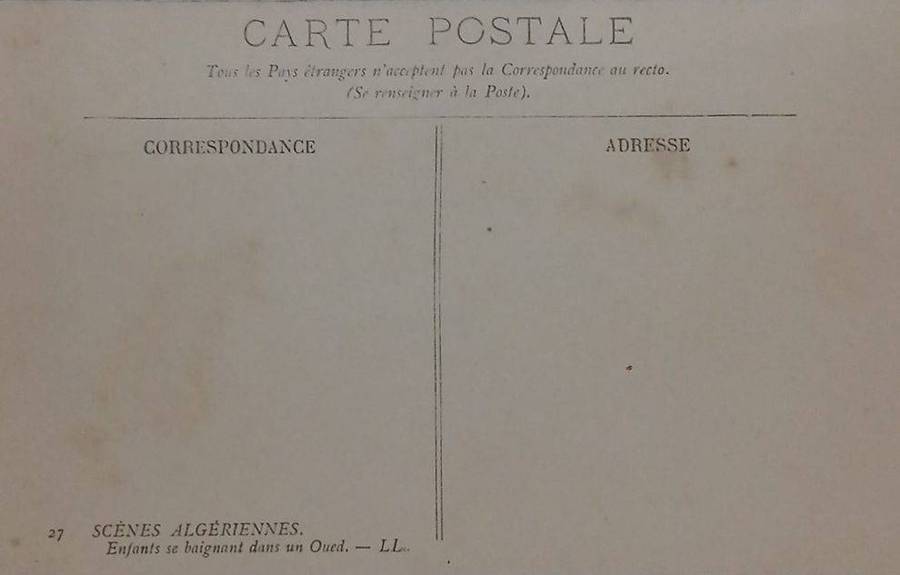 CARTE POSTALE
Tous les Pays étrangers n'acceptent pas la Correspondance au recto.
(Se renseigner à la Poste).
CORRESPONDANCE
ADRESSE
27 SCÈNES ALGÉRIENNES.
Enfants se baignant dans un Oued. — LL.